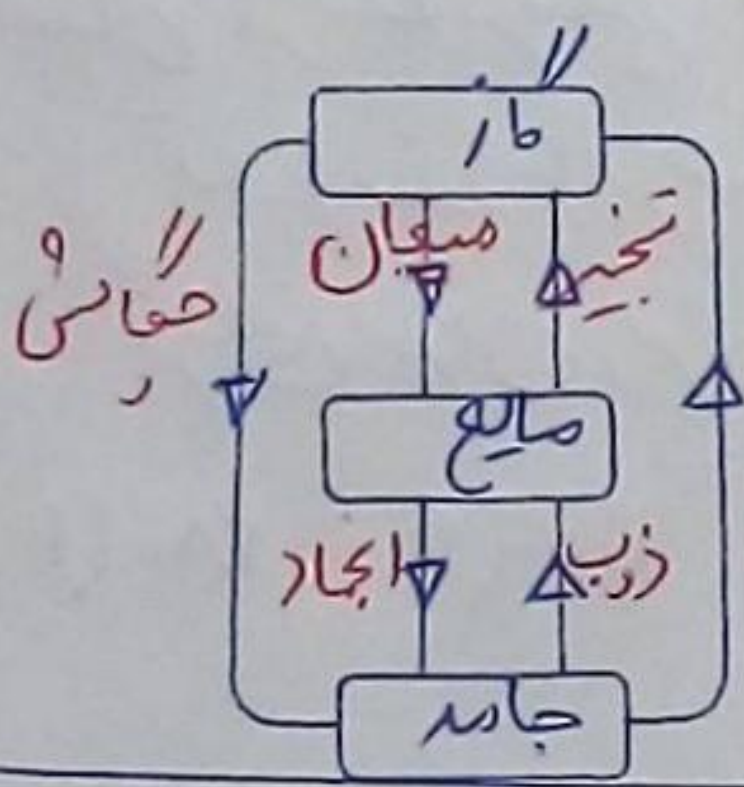 گاز
میعان
تبخیر
چگالش
مایع
انجماد
ذوب
جامد